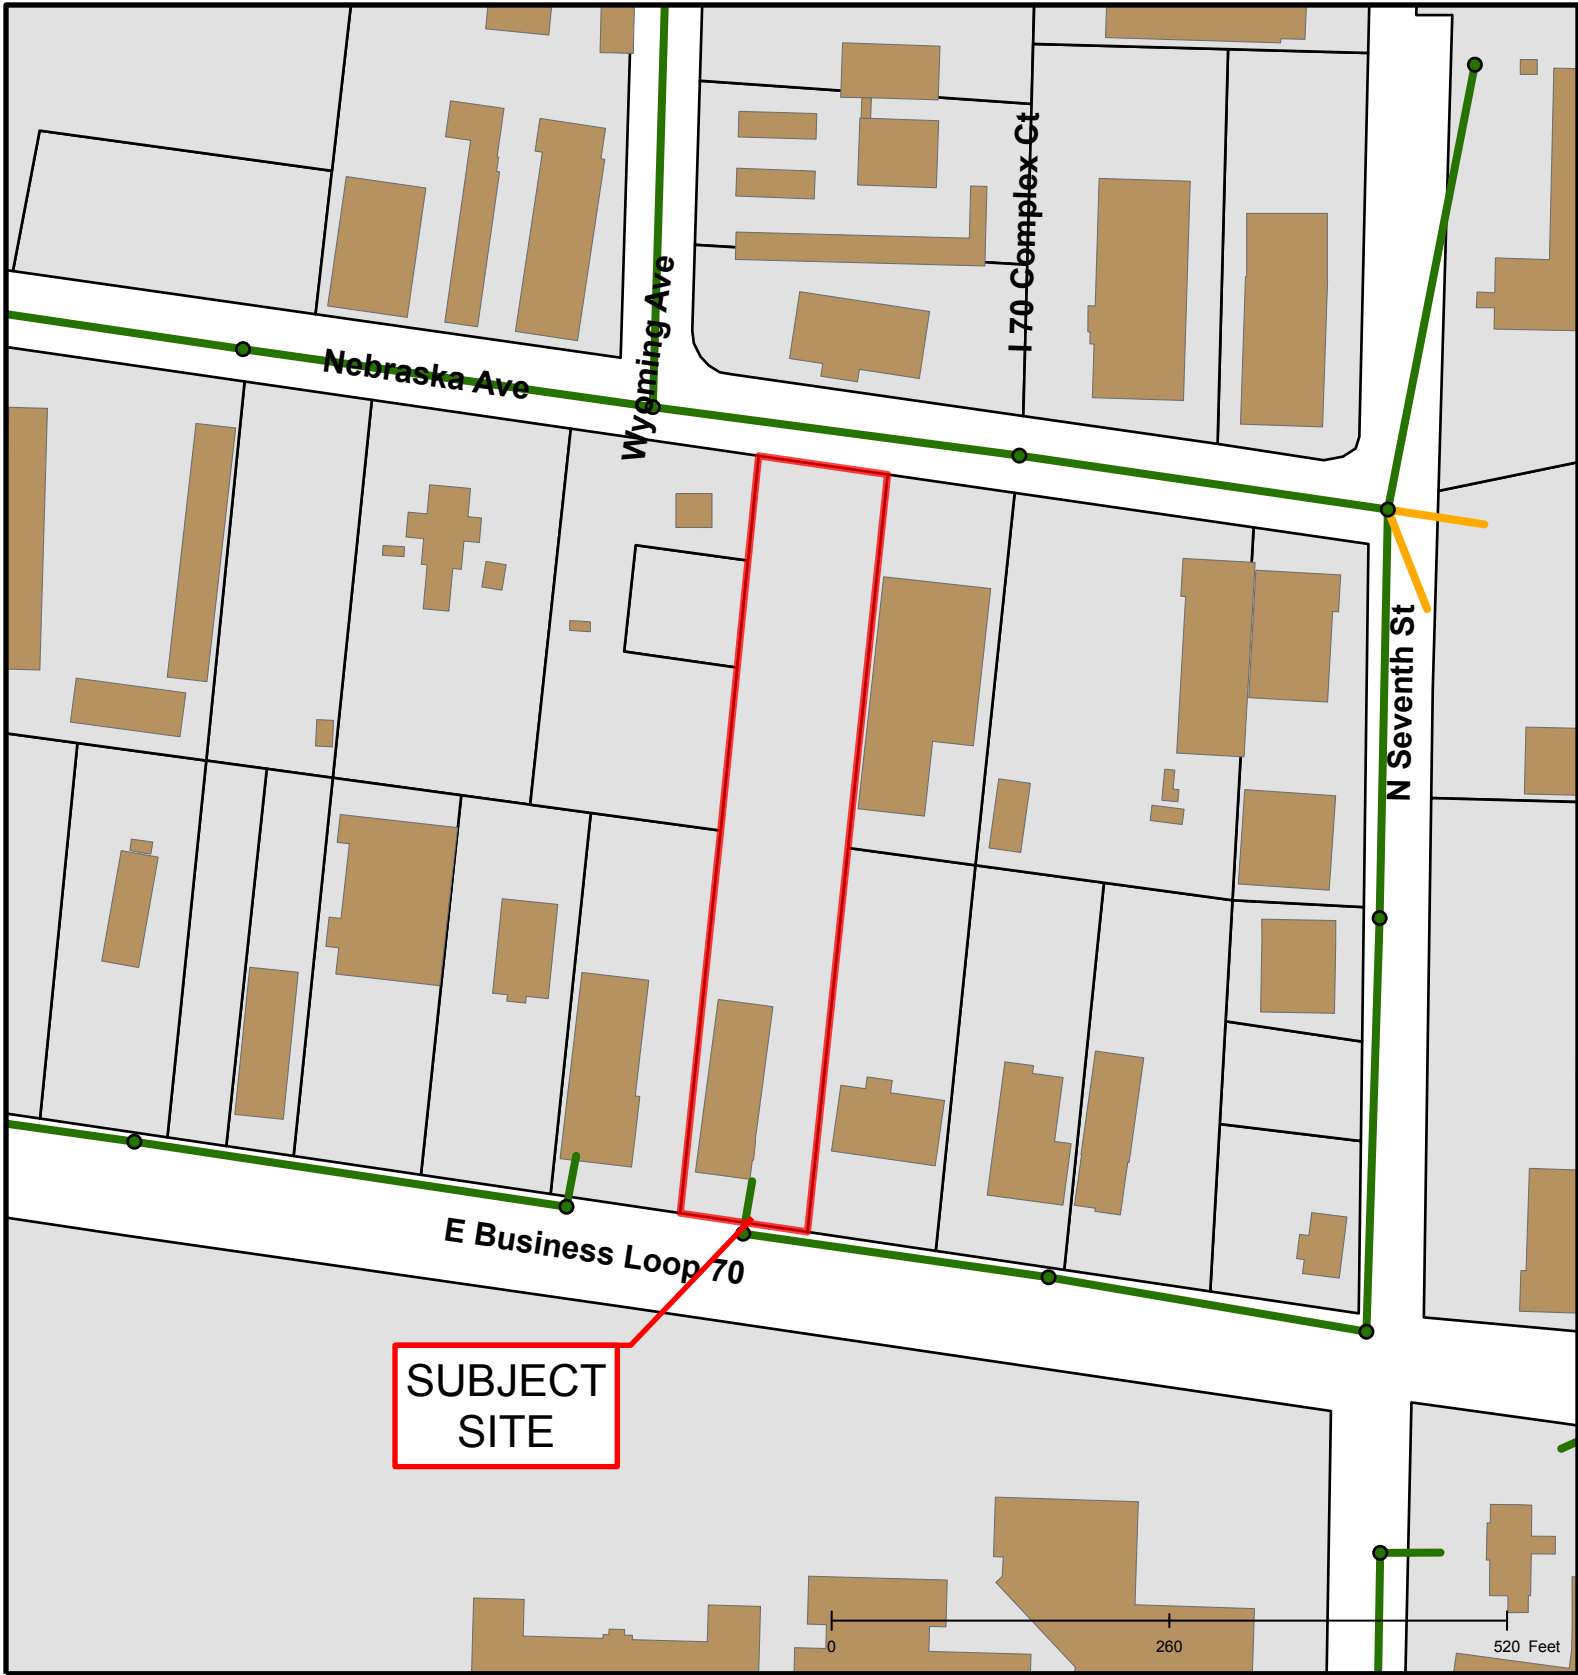 I 70 Complex Ct
Wyoming Ave
Nebraska Ave
N Seventh St
E Business Loop 70
SUBJECT
SITE
0 260 520 Feet